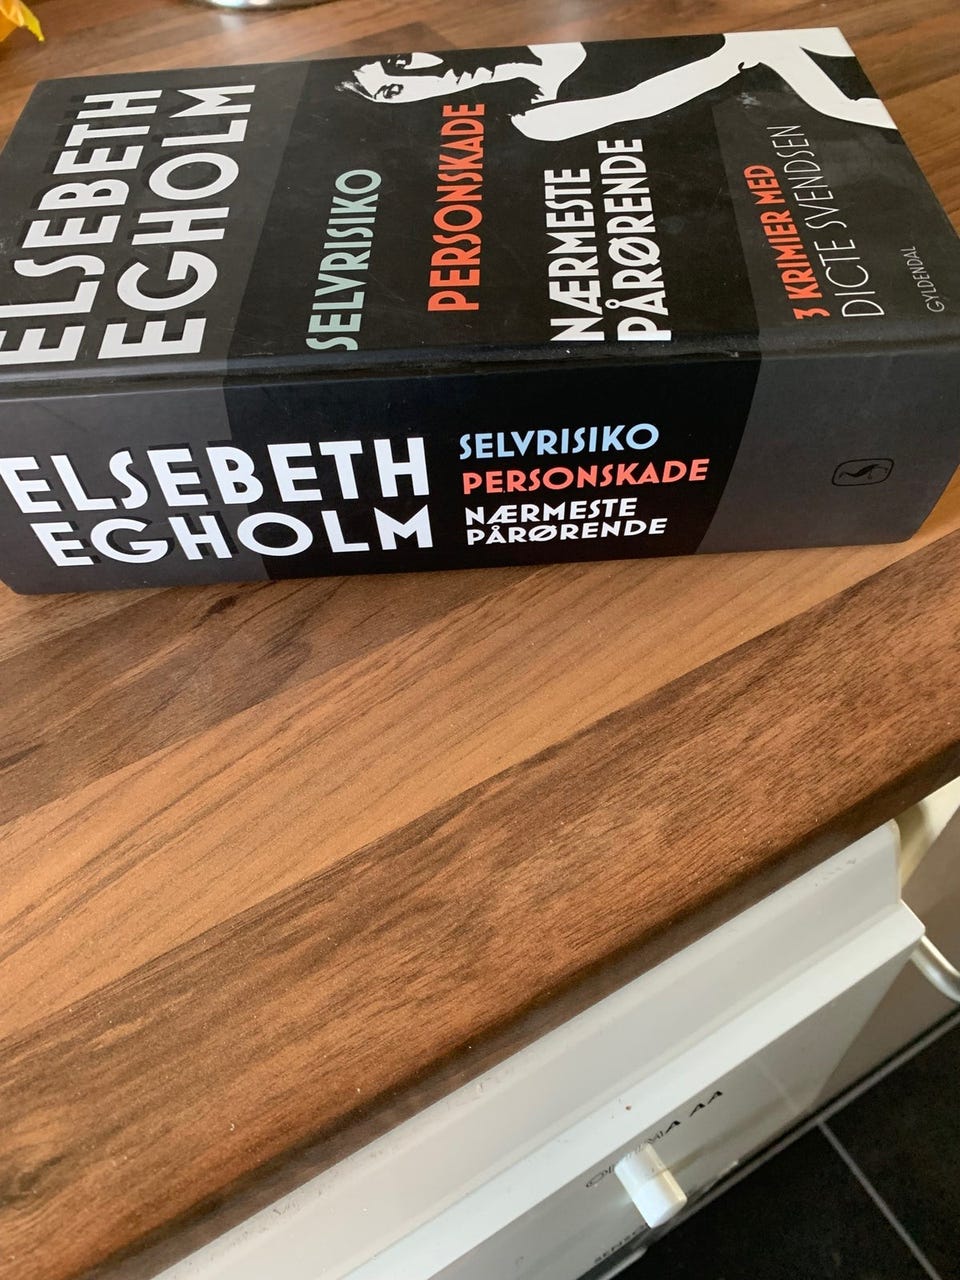 ELSEBETH
EGHOLM
SELVRISIKO
PERSONSKADE
NÆRMESTE
PÅRØRENDE
3 KRIMIER MED
DICTE SVENDSEN
GYLDENDAL
ELSEBETH
EGHOLM
SELVRISIKO
PERSONSKADE
NÆRMESTE
PÅRØRENDE